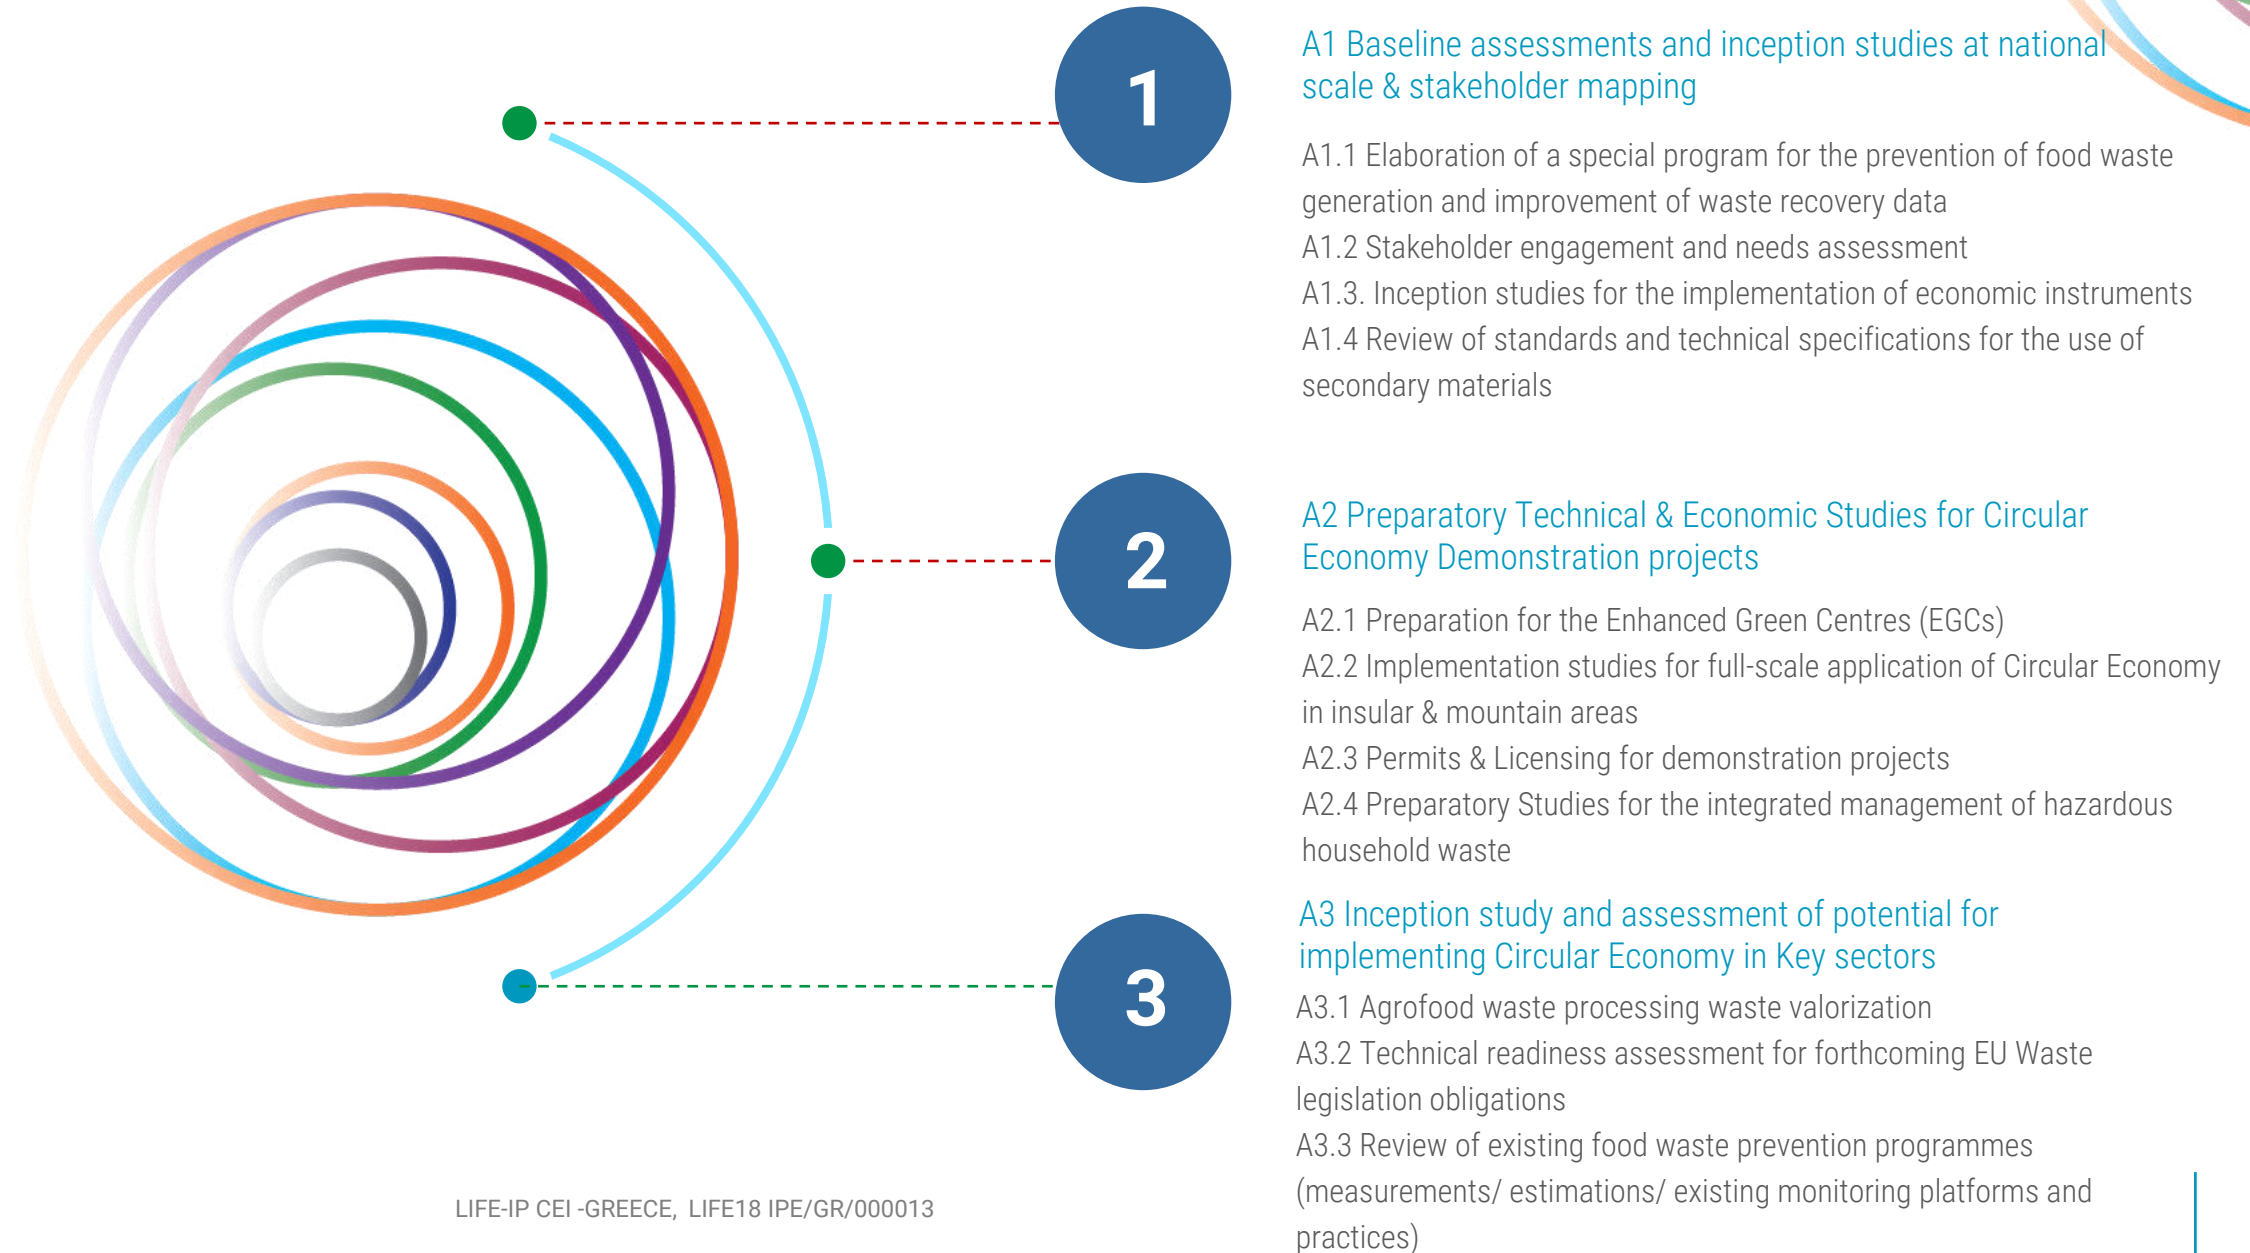 1
A1 Baseline assessments and inception studies at national
scale & stakeholder mapping
A1.1 Elaboration of a special program for the prevention of food waste
generation and improvement of waste recovery data
A1.2 Stakeholder engagement and needs assessment
A1.3. Inception studies for the implementation of economic instruments
A1.4 Review of standards and technical specifications for the use of
secondary materials
2
A2 Preparatory Technical & Economic Studies for Circular
Economy Demonstration projects
A2.1 Preparation for the Enhanced Green Centres (EGCs)
A2.2 Implementation studies for full-scale application of Circular Economy
in insular & mountain areas
A2.3 Permits & Licensing for demonstration projects
A2.4 Preparatory Studies for the integrated management of hazardous
household waste
3
A3 Inception study and assessment of potential for
implementing Circular Economy in Key sectors
A3.1 Agrofood waste processing waste valorization
A3.2 Technical readiness assessment for forthcoming EU Waste
legislation obligations
A3.3 Review of existing food waste prevention programmes
(measurements/ estimations/ existing monitoring platforms and
practices)
LIFE-IP CEI -GREECE, LIFE18 IPE/GR/000013